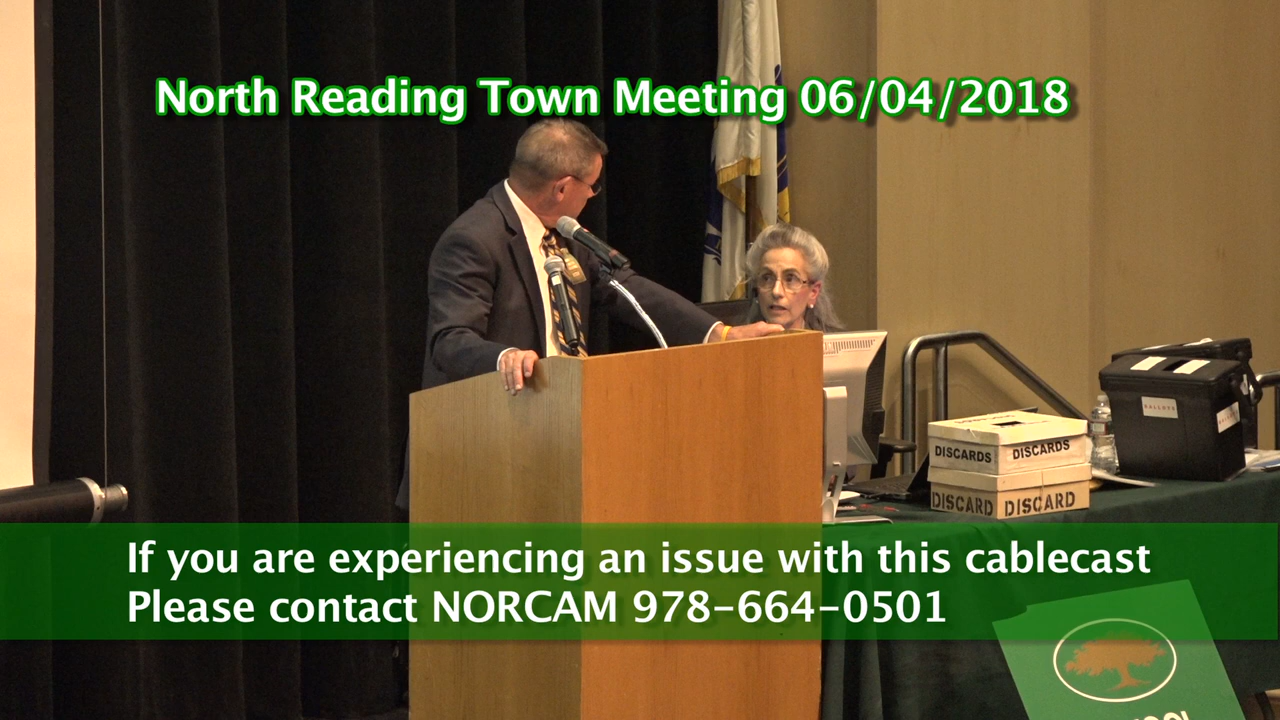 North Reading Town Meeting 06/04/2018
BALLOTS
DISCARDS DISCARDS
DISCARD DISCARD
If you are experiencing an issue with this cablecast
Please contact NORCAM 978-664-0501